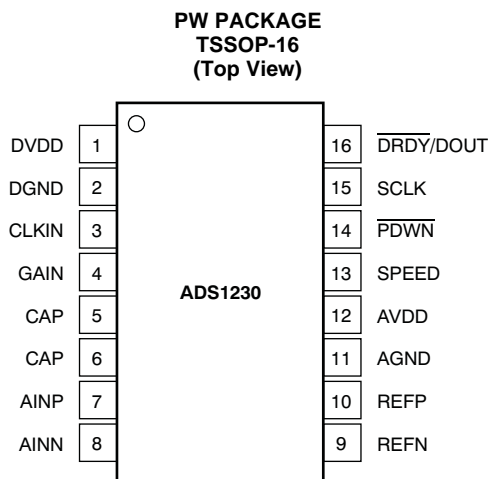 PW PACKAGE
TSSOP-16
(Top View)
DVDD 1 16 DRDY/DOUT
DGND 2 15 SCLK
CLKIN 3 14 PDWN
GAIN 4 13 SPEED
ADS1230
CAP 5 12 AVDD
CAP 6 11 AGND
AINP 7 10 REFP
AINN 8 9 REFN